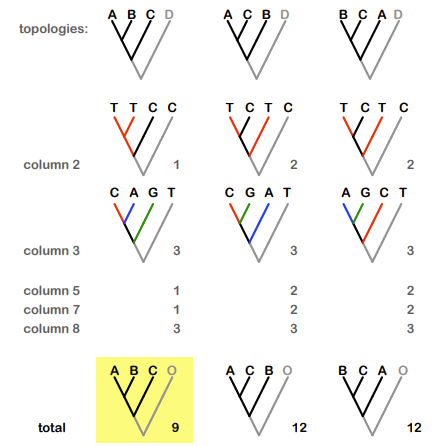 topologies: A B C D A C B D B C A D
T T C C T C T C T C T C
column 2 1 2 2
C A G T C G A T A G C T
column 3 3 3 3
column 5 1 2 2
column 7 1 2 2
column 8 3 3 3
A B C O A C B O B C A O
total 9 12 12